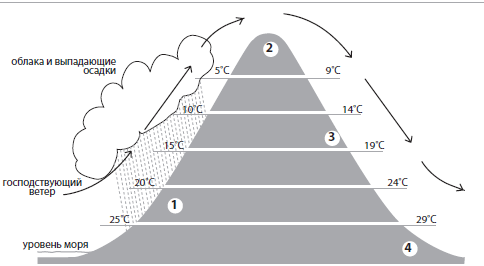 2
облака и выпадающие
осадки
5˚C
9˚C
10˚C
14˚C
3
15˚C
19˚C
господствующий
ветер
20˚C
24˚C
1
25˚C
29˚C
уровень моря
4